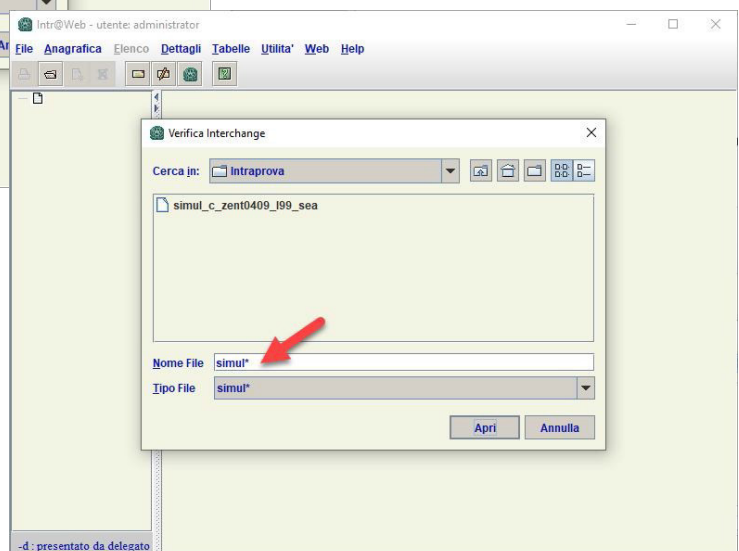 Intr@Web - utente: administrator
File Anagrafica Elenco Dettagli Tabelle Utilita' Web Help
Verifica Interchange
Cerca in: Intraprova
simul_c_zent0409_l99_sea
Nome File simul*
Tipo File simul*
Apri Annulla
-d : presentato da delegato